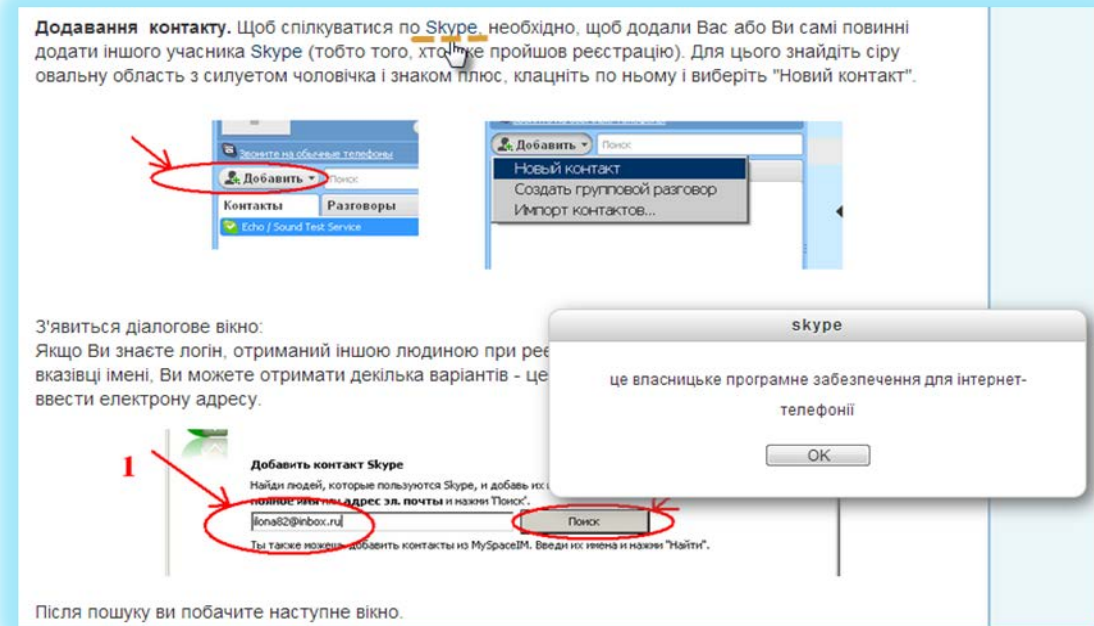 Додавання контакту. Щоб спілкуватися по Skype, необхідно, щоб додали Вас або Ви самі повинні
додати іншого учасника Skype (тобто того, хто вже пройшов реєстрацію). Для цього знайдіть сіру
овальну область з силуетом чоловічка і знаком плюс, клацніть по ньому і виберіть "Новий контакт".
Звоните на обычные телефоны
Добавить
Поиск
Контакты Разговоры
Echo / Sound Test Service
Добавить
Поиск
Новый контакт
Создать групповой разговор
Импорт контактов...
З'явиться діалогове вікно:
Якщо Ви знаєте логін, отриманий іншою людиною при реє
вказівці імені, Ви можете отримати декілька варіантів - це
ввести електрону адресу.
skype
це власницьке програмне забезпечення для інтернет-
телефонії
OK
1
Добавить контакт Skype
Найди людей, которые пользуются Skype, и добавь их
полное имя или адрес эл. почты и нажми 'Поиск'.
ilona82@inbox.ru
Поиск
Ты также можешь добавить контакты из MySpaceIM. Введи их имена и нажми "Найти".
Після пошуку ви побачите наступне вікно.